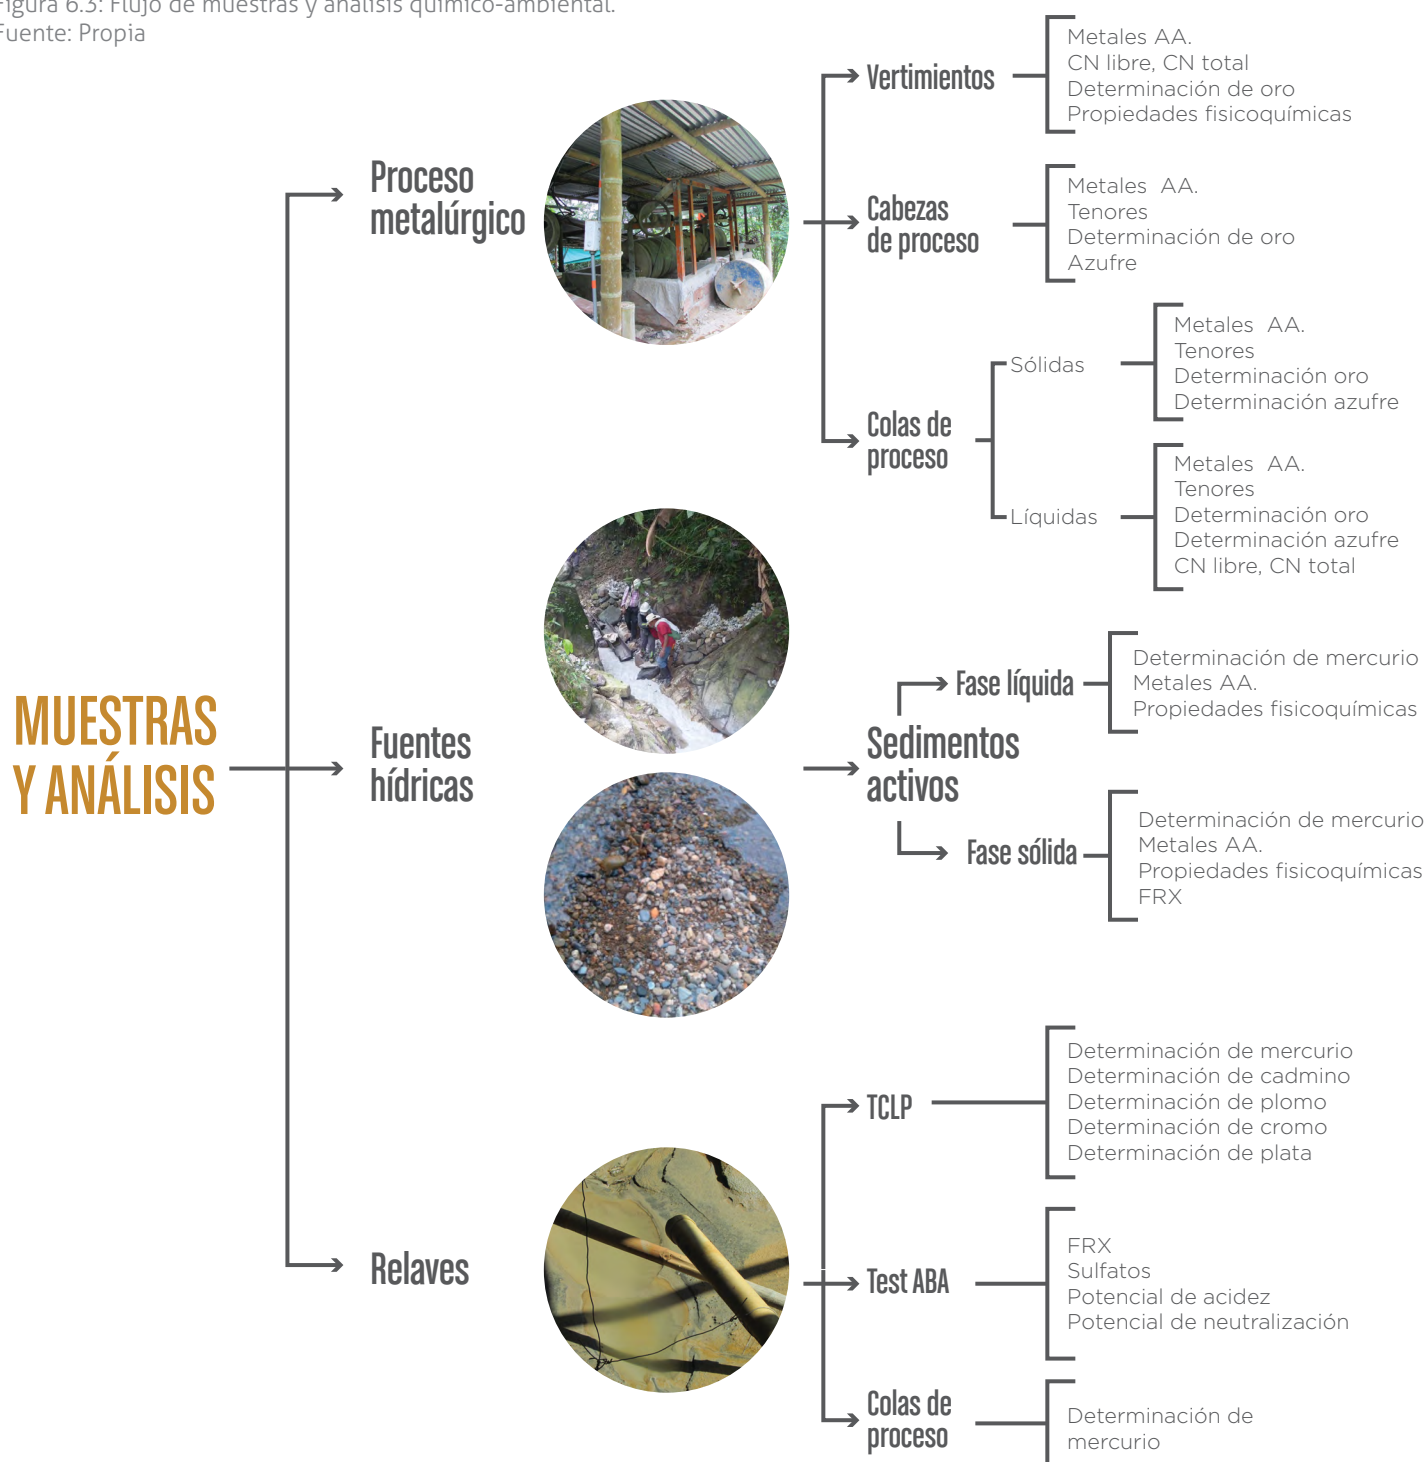 Figura 6.3: Flujo de muestras y análisis químico-ambiental.
Fuente: Propia
MUESTRAS
Y ANÁLISIS
Proceso
metalúrgico
Vertimientos
Metales AA.
CN libre, CN total
Determinación de oro
Propiedades fisicoquímicas
Cabezas
de proceso
Metales AA.
Tenores
Determinación de oro
Azufre
Colas de
proceso
Sólidas
Metales AA.
Tenores
Determinación oro
Determinación azufre
Líquidas
Metales AA.
Tenores
Determinación oro
Determinación azufre
CN libre, CN total
Fuentes
hídricas
Sedimentos
activos
Fase líquida
Determinación de mercurio
Metales AA.
Propiedades fisicoquímicas
Fase sólida
Determinación de mercurio
Metales AA.
Propiedades fisicoquímicas
FRX
Relaves
TCLP
Determinación de mercurio
Determinación de cadmino
Determinación de plomo
Determinación de cromo
Determinación de plata
Test ABA
FRX
Sulfatos
Potencial de acidez
Potencial de neutralización
Colas de
proceso
Determinación de
mercurio